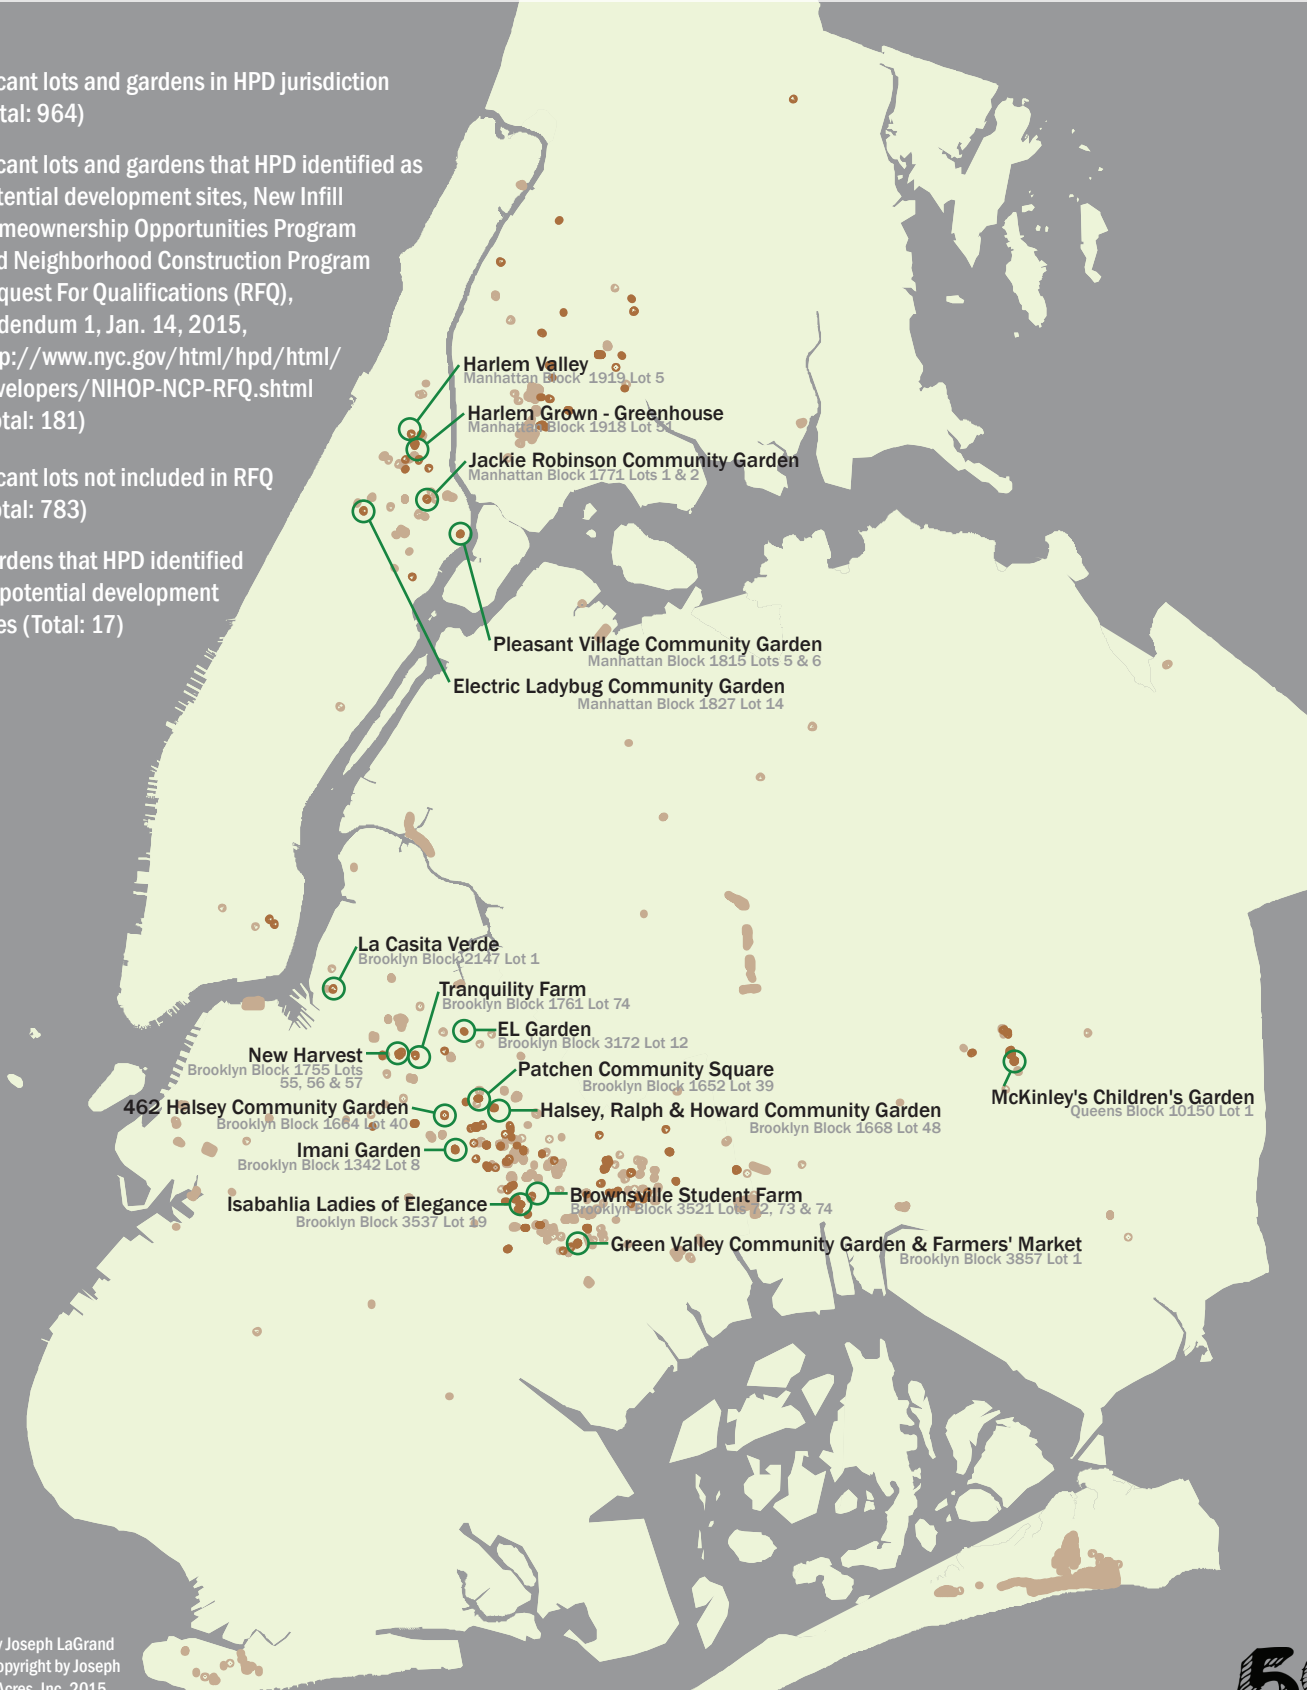 cant lots and gardens in HPD jurisdiction
tal: 964)
cant lots and gardens that HPD identified as
tential development sites, New Infill
meownership Opportunities Program
d Neighborhood Construction Program
quest For Qualifications (RFQ),
dendum 1, Jan. 14, 2015,
p://www.nyc.gov/html/hpd/html/
velopers/NIHOP-NCP-RFQ.shtml
otal: 181)
cant lots not included in RFQ
otal: 783)
rdens that HPD identified
potential development
es (Total: 17)
Harlem Valley
Manhattan Block 1919 Lot 5
Harlem Grown - Greenhouse
Manhattan Block 1918 Lot 51
Jackie Robinson Community Garden
Manhattan Block 1771 Lots 1 & 2
Pleasant Village Community Garden
Manhattan Block 1815 Lots 5 & 6
Electric Ladybug Community Garden
Manhattan Block 1827 Lot 14
La Casita Verde
Brooklyn Block 2147 Lot 1
Tranquility Farm
Brooklyn Block 1761 Lot 74
EL Garden
Brooklyn Block 3172 Lot 12
New Harvest
Brooklyn Block 1755 Lots
55, 56 & 57
Patchen Community Square
Brooklyn Block 1652 Lot 39
McKinley's Children's Garden
Queens Block 10150 Lot 1
462 Halsey Community Garden
Brooklyn Block 1664 Lot 40
Halsey, Ralph & Howard Community Garden
Brooklyn Block 1668 Lot 48
Imani Garden
Brooklyn Block 1342 Lot 8
Isabahlia Ladies of Elegance
Brooklyn Block 3537 Lot 19
Brownsville Student Farm
Brooklyn Block 3521 Lots 72, 73 & 74
Green Valley Community Garden & Farmers' Market
Brooklyn Block 3857 Lot 1
y Joseph LaGrand
opyright by Joseph
Acres, Inc. 2015
5